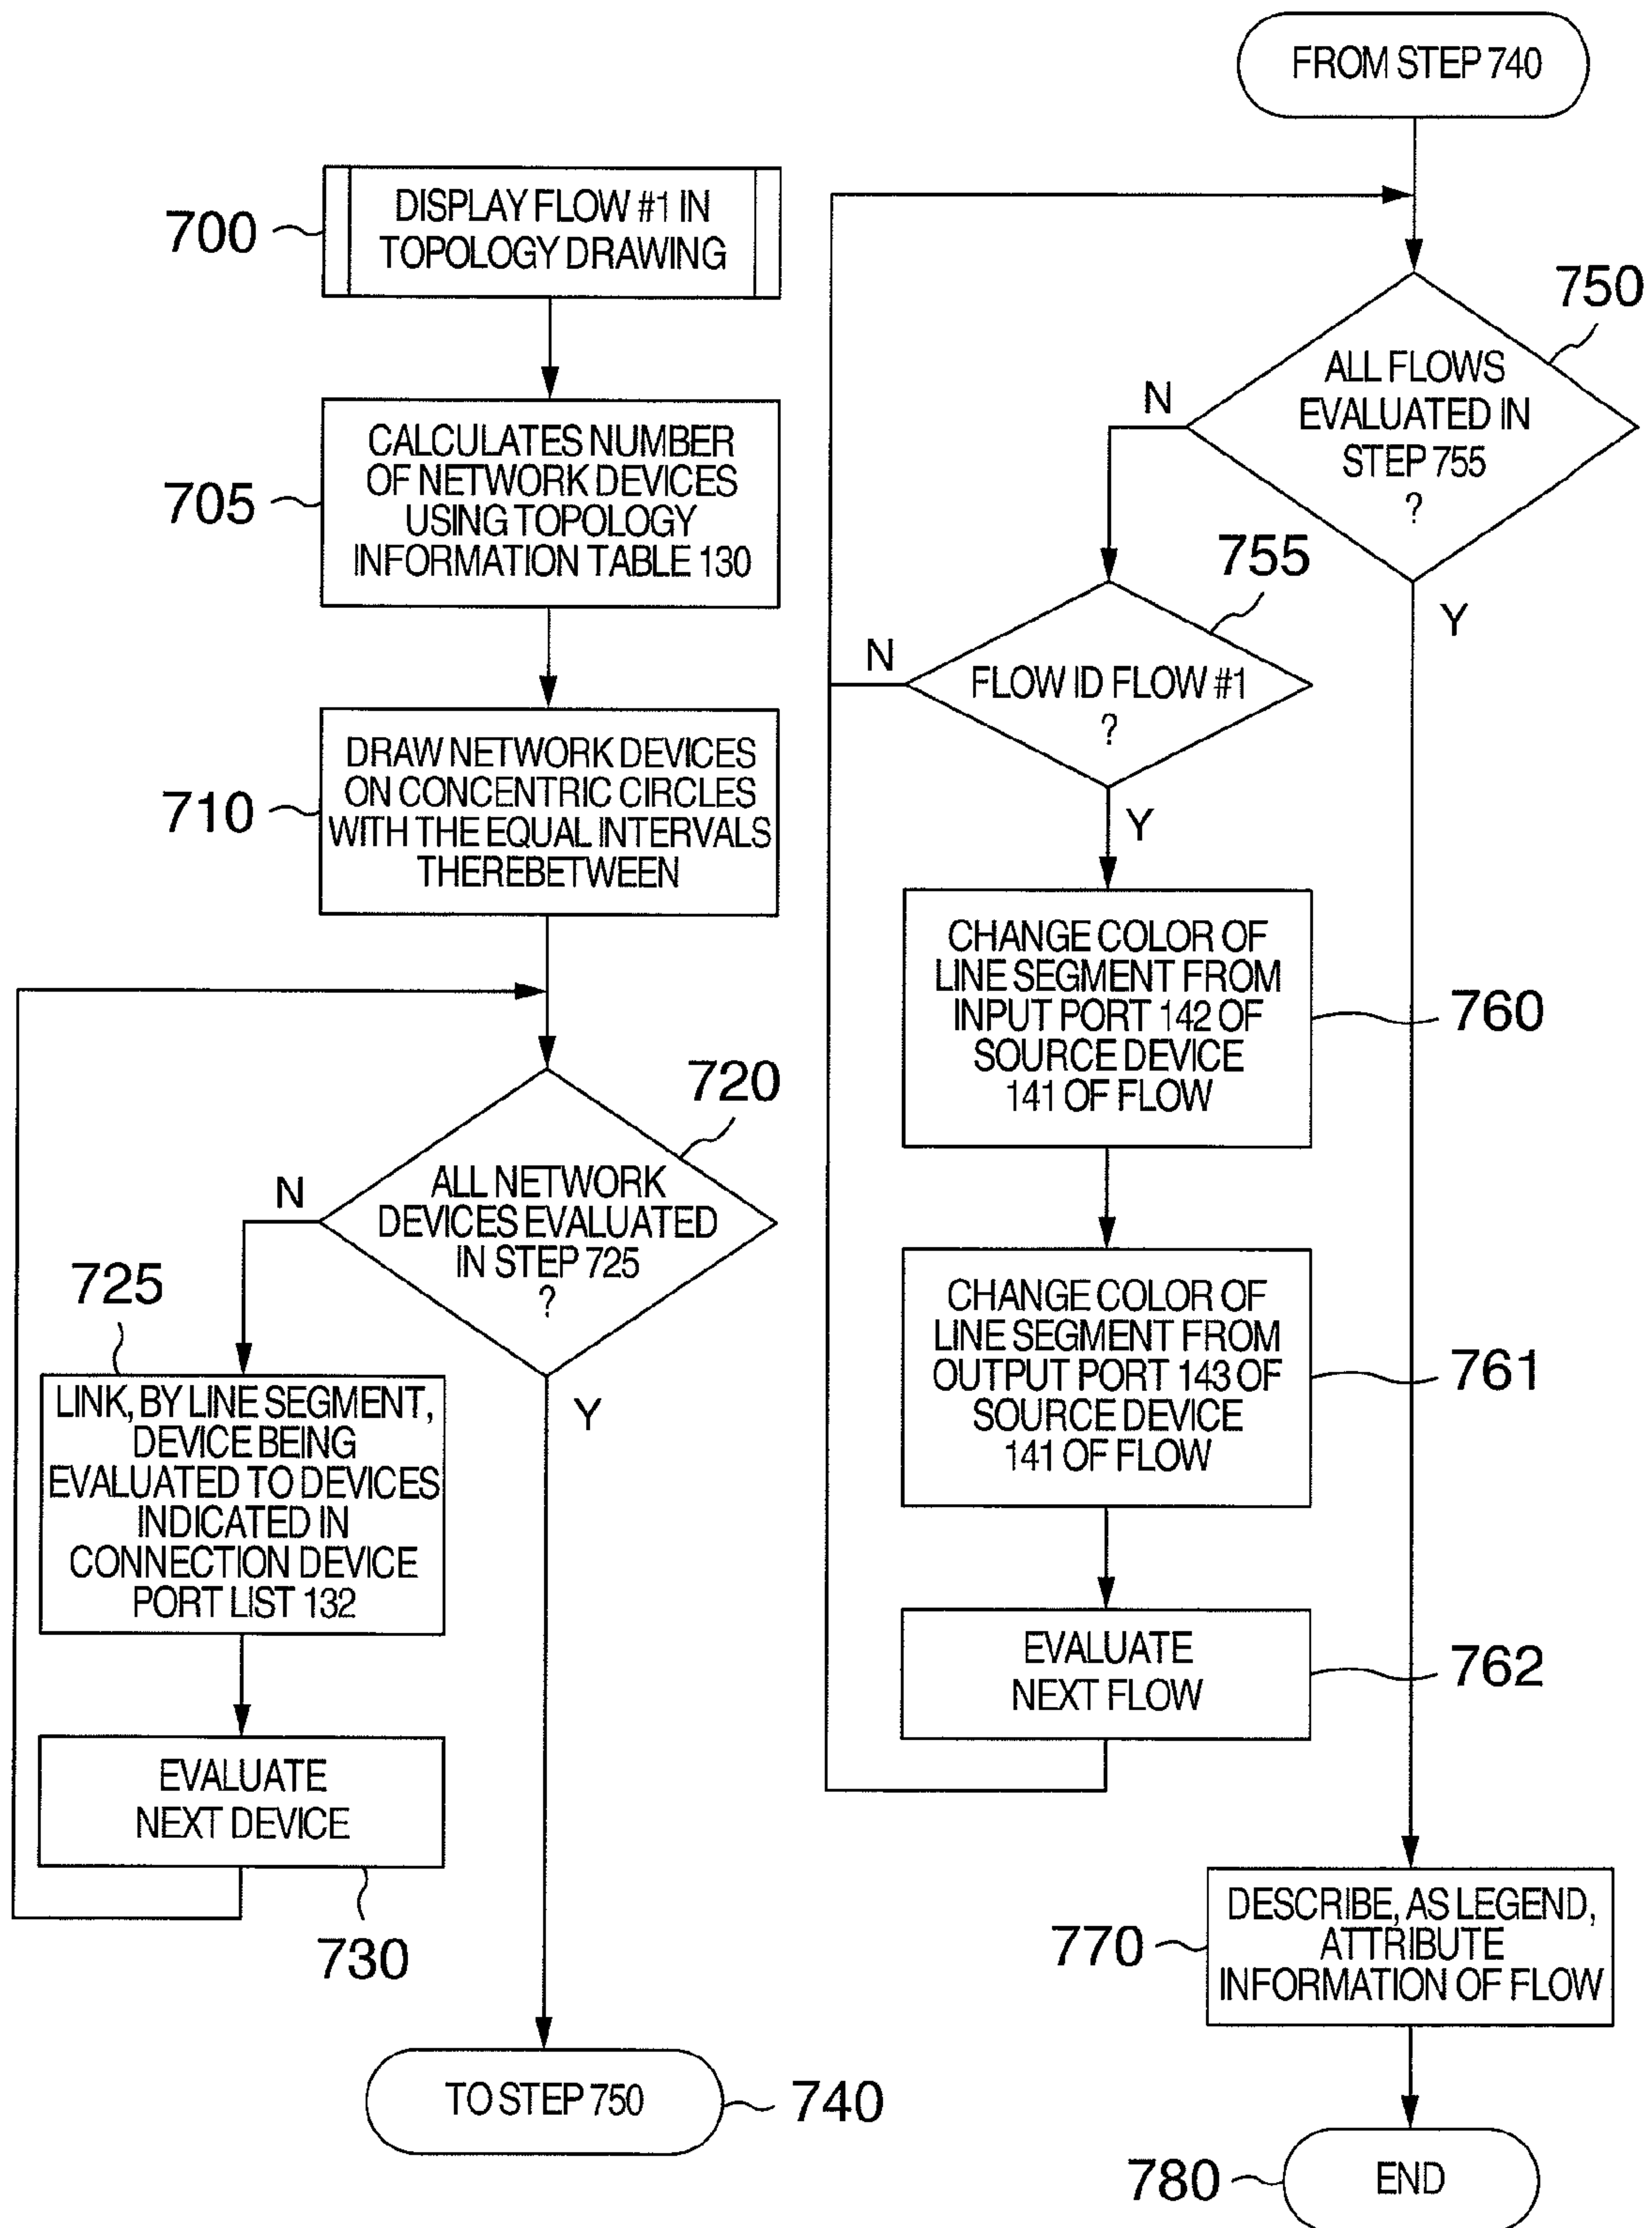 700
DISPLAY FLOW #1 IN
TOPOLOGY DRAWING
705
CALCULATES NUMBER
OF NETWORK DEVICES
USING TOPOLOGY
INFORMATION TABLE 130
710
DRAW NETWORK DEVICES
ON CONCENTRIC CIRCLES
WITH THE EQUAL INTERVALS
THEREBETWEEN
720
ALL NETWORK
DEVICES EVALUATED
IN STEP 725
?
N
Y
725
LINK, BY LINE SEGMENT,
DEVICE BEING
EVALUATED TO DEVICES
INDICATED IN
CONNECTION DEVICE
PORT LIST 132
EVALUATE
NEXT DEVICE
730
TO STEP 750
740
FROM STEP 740
750
ALL FLOWS
EVALUATED IN
STEP 755
?
N
Y
755
FLOW ID FLOW #1
?
N
Y
CHANGE COLOR OF
LINE SEGMENT FROM
INPUT PORT 142 OF
SOURCE DEVICE
141 OF FLOW
760
CHANGE COLOR OF
LINE SEGMENT FROM
OUTPUT PORT 143 OF
SOURCE DEVICE
141 OF FLOW
761
EVALUATE
NEXT FLOW
762
770
DESCRIBE, AS LEGEND,
ATTRIBUTE
INFORMATION OF FLOW
780
END